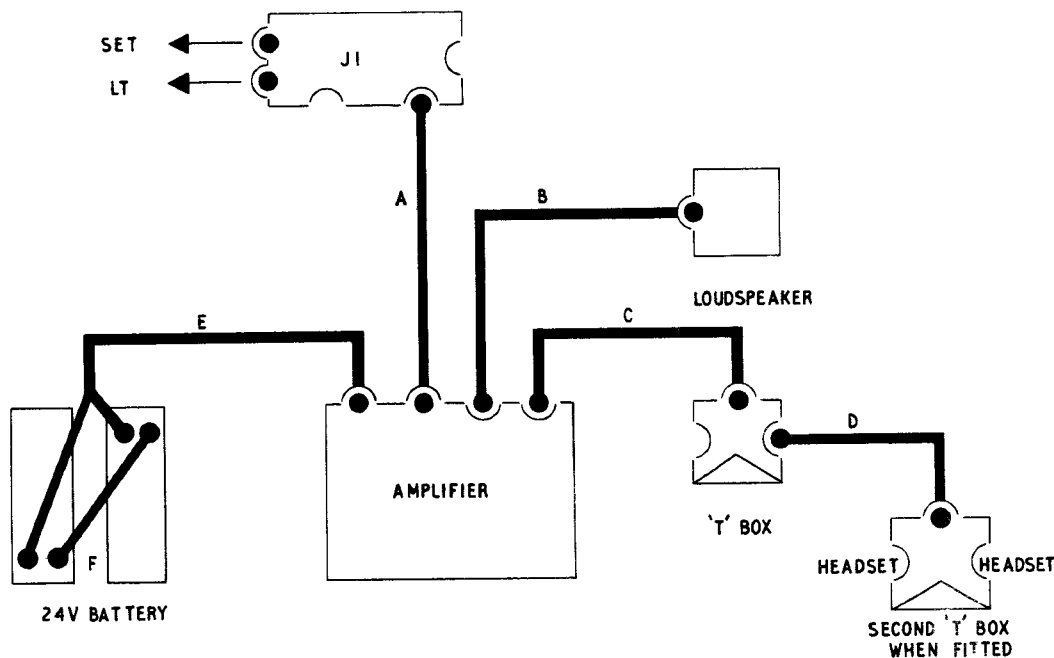 SET
J1
LT
A
B
LOUDSPEAKER
E
C
D
AMPLIFIER
'T' BOX
F
HEADSET
HEADSET
24V BATTERY
SECOND 'T' BOX
WHEN FITTED